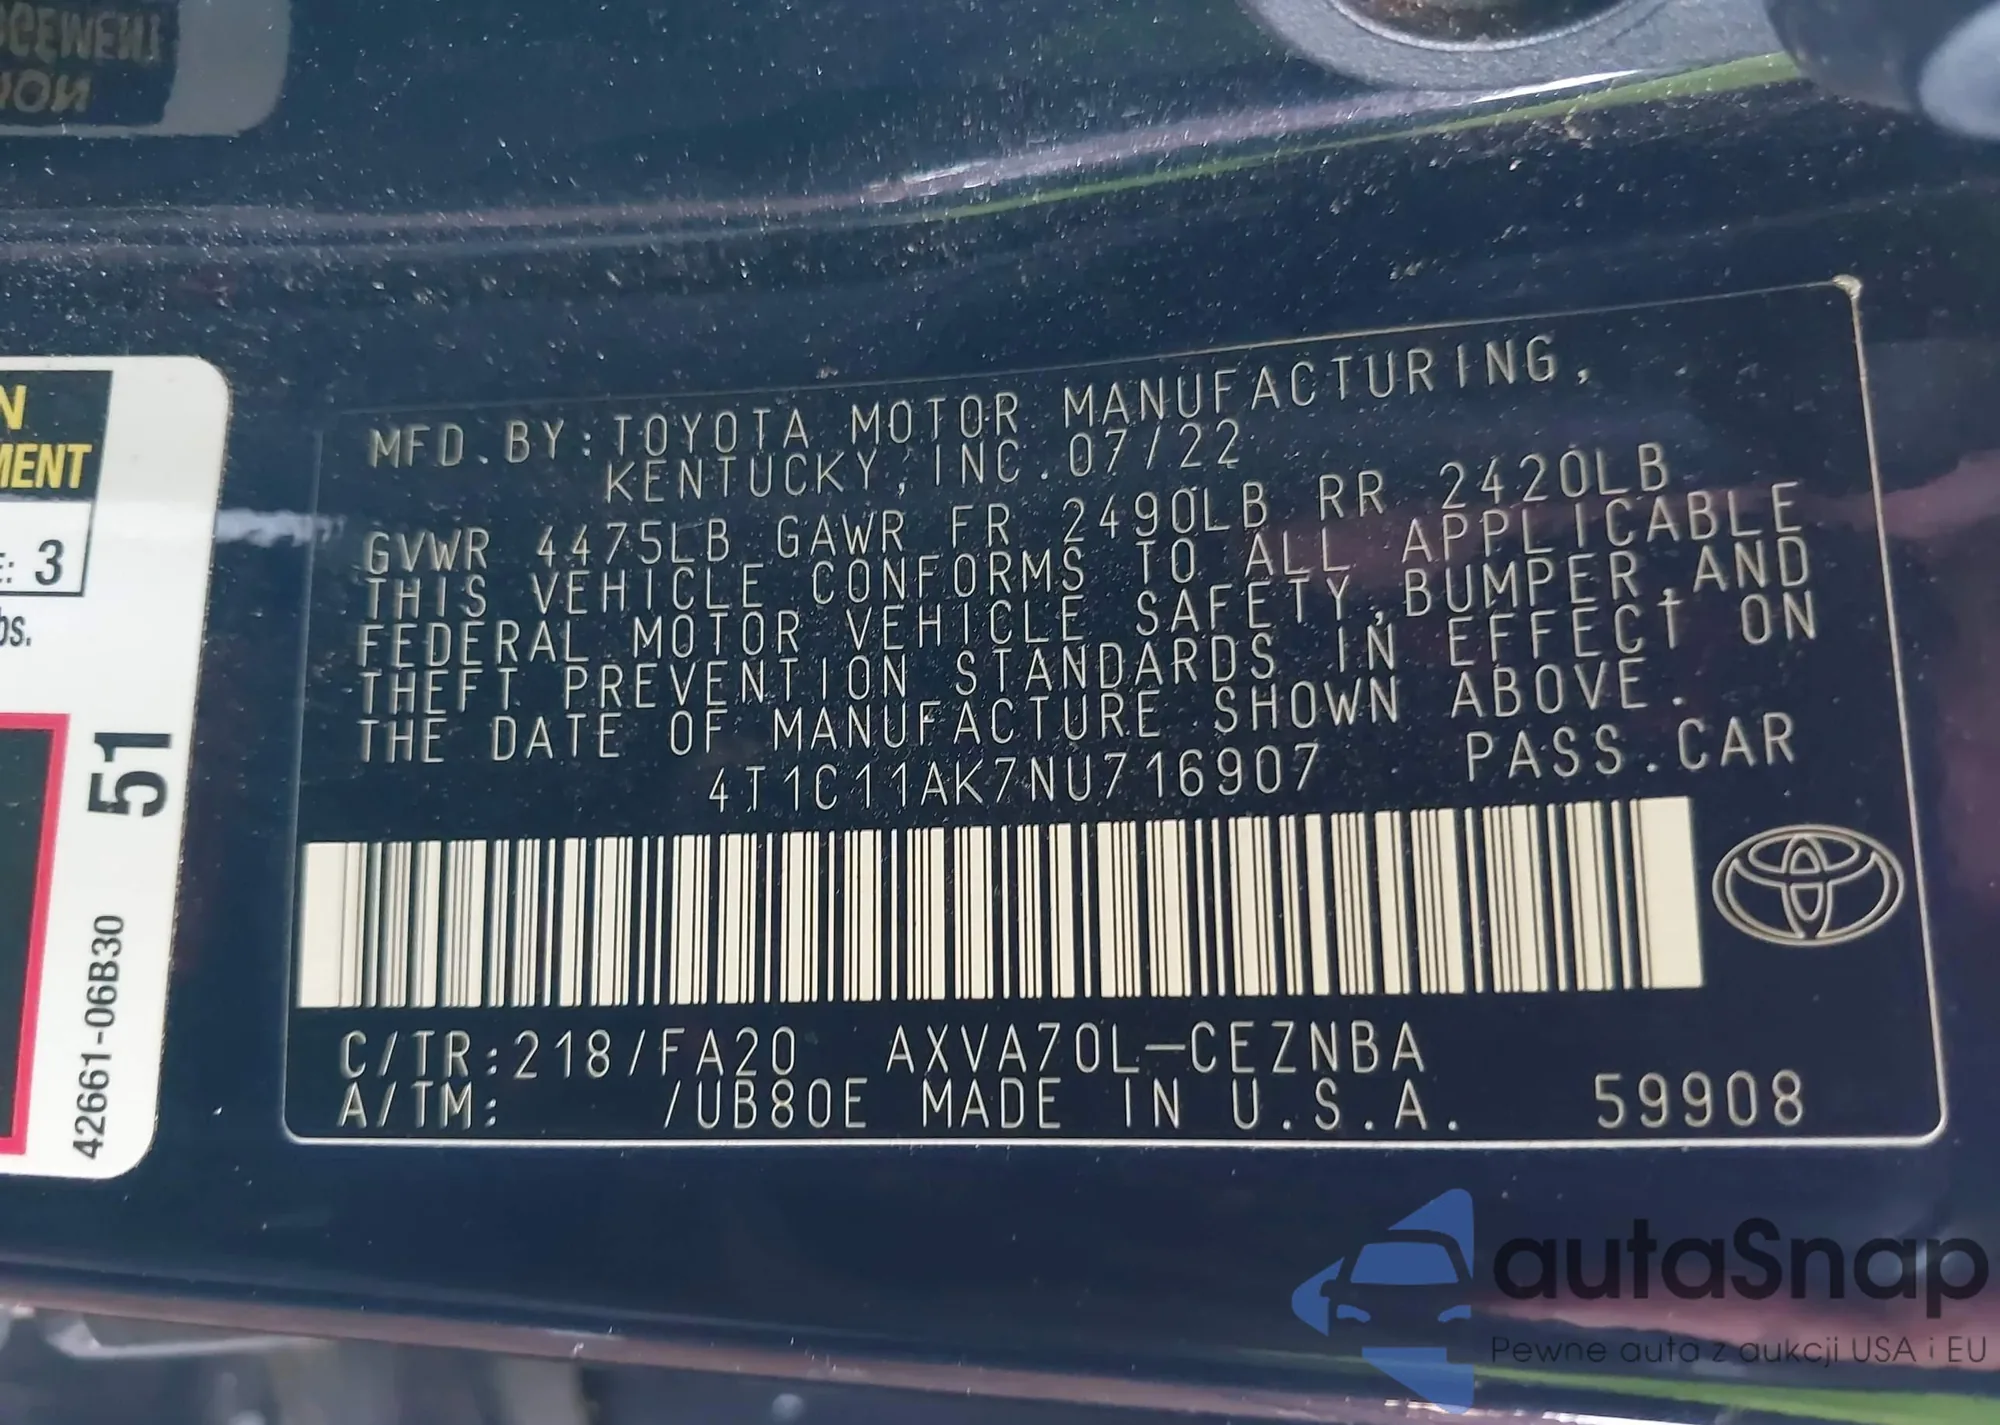 N
MENT
E: 3
bs.
51
42661-06B30
MFD. BY: TOYOTA MOTOR MANUFACTURING,
KENTUCKY, INC. 07/22
GVWR 4475LB GAWR FR 2490LB RR 2420LB
THIS VEHICLE CONFORMS TO ALL APPLICABLE
FEDERAL MOTOR VEHICLE SAFETY, BUMPER, AND
THEFT PREVENTION STANDARDS IN EFFECT ON
THE DATE OF MANUFACTURE SHOWN ABOVE.
4T1C11AK7NU716907 PASS. CAR
C/TR: 218/FA20 AXVA70L-CEZNBA
A/TM: /UB80E MADE IN U.S.A. 59908
autaSnap
Pewne auta z aukcji USA i EU